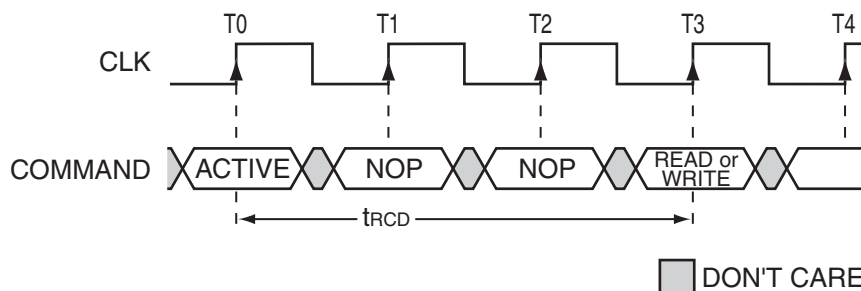 T0 T1 T2 T3 T4
CLK
COMMAND ACTIVE NOP NOP READ or
WRITE
tRCD
DON'T CARE